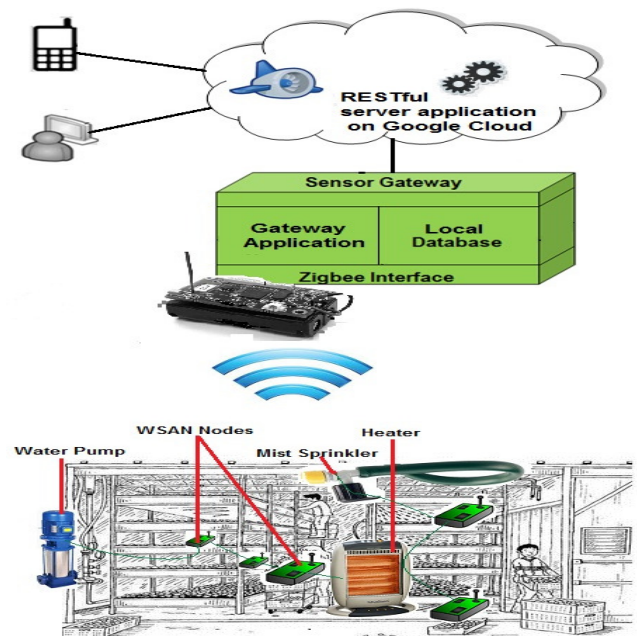 RESTful
server application
on Google Cloud
Sensor Gateway
Gateway
Application
Local
Database
Zigbee Interface
WSAN Nodes
Heater
Water Pump
Mist Sprinkler